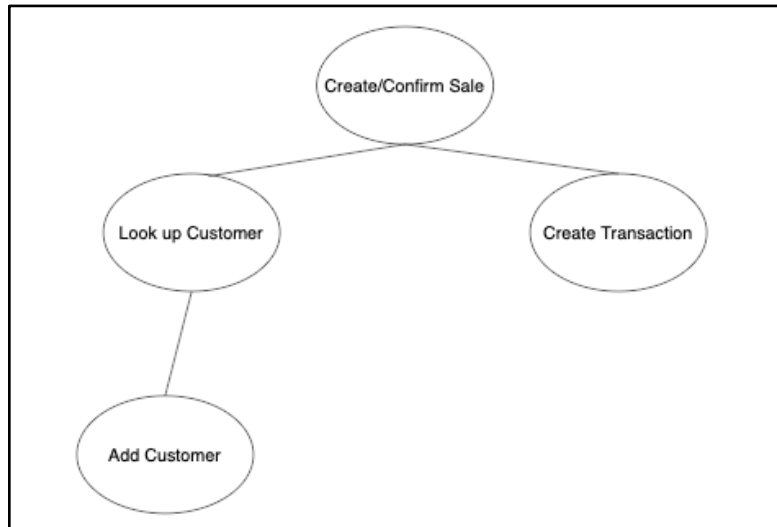 Create/Confirm Sale
Look up Customer
Create Transaction
Add Customer